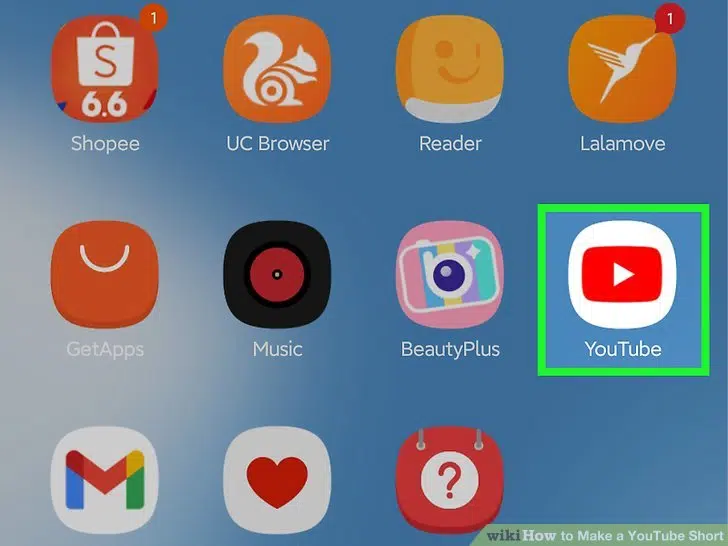 1
1
S
6.6
Shopee
UC Browser
Reader
Lalamove
GetApps
Music
BeautyPlus
YouTube
M
?
wikiHow to Make a YouTube Short